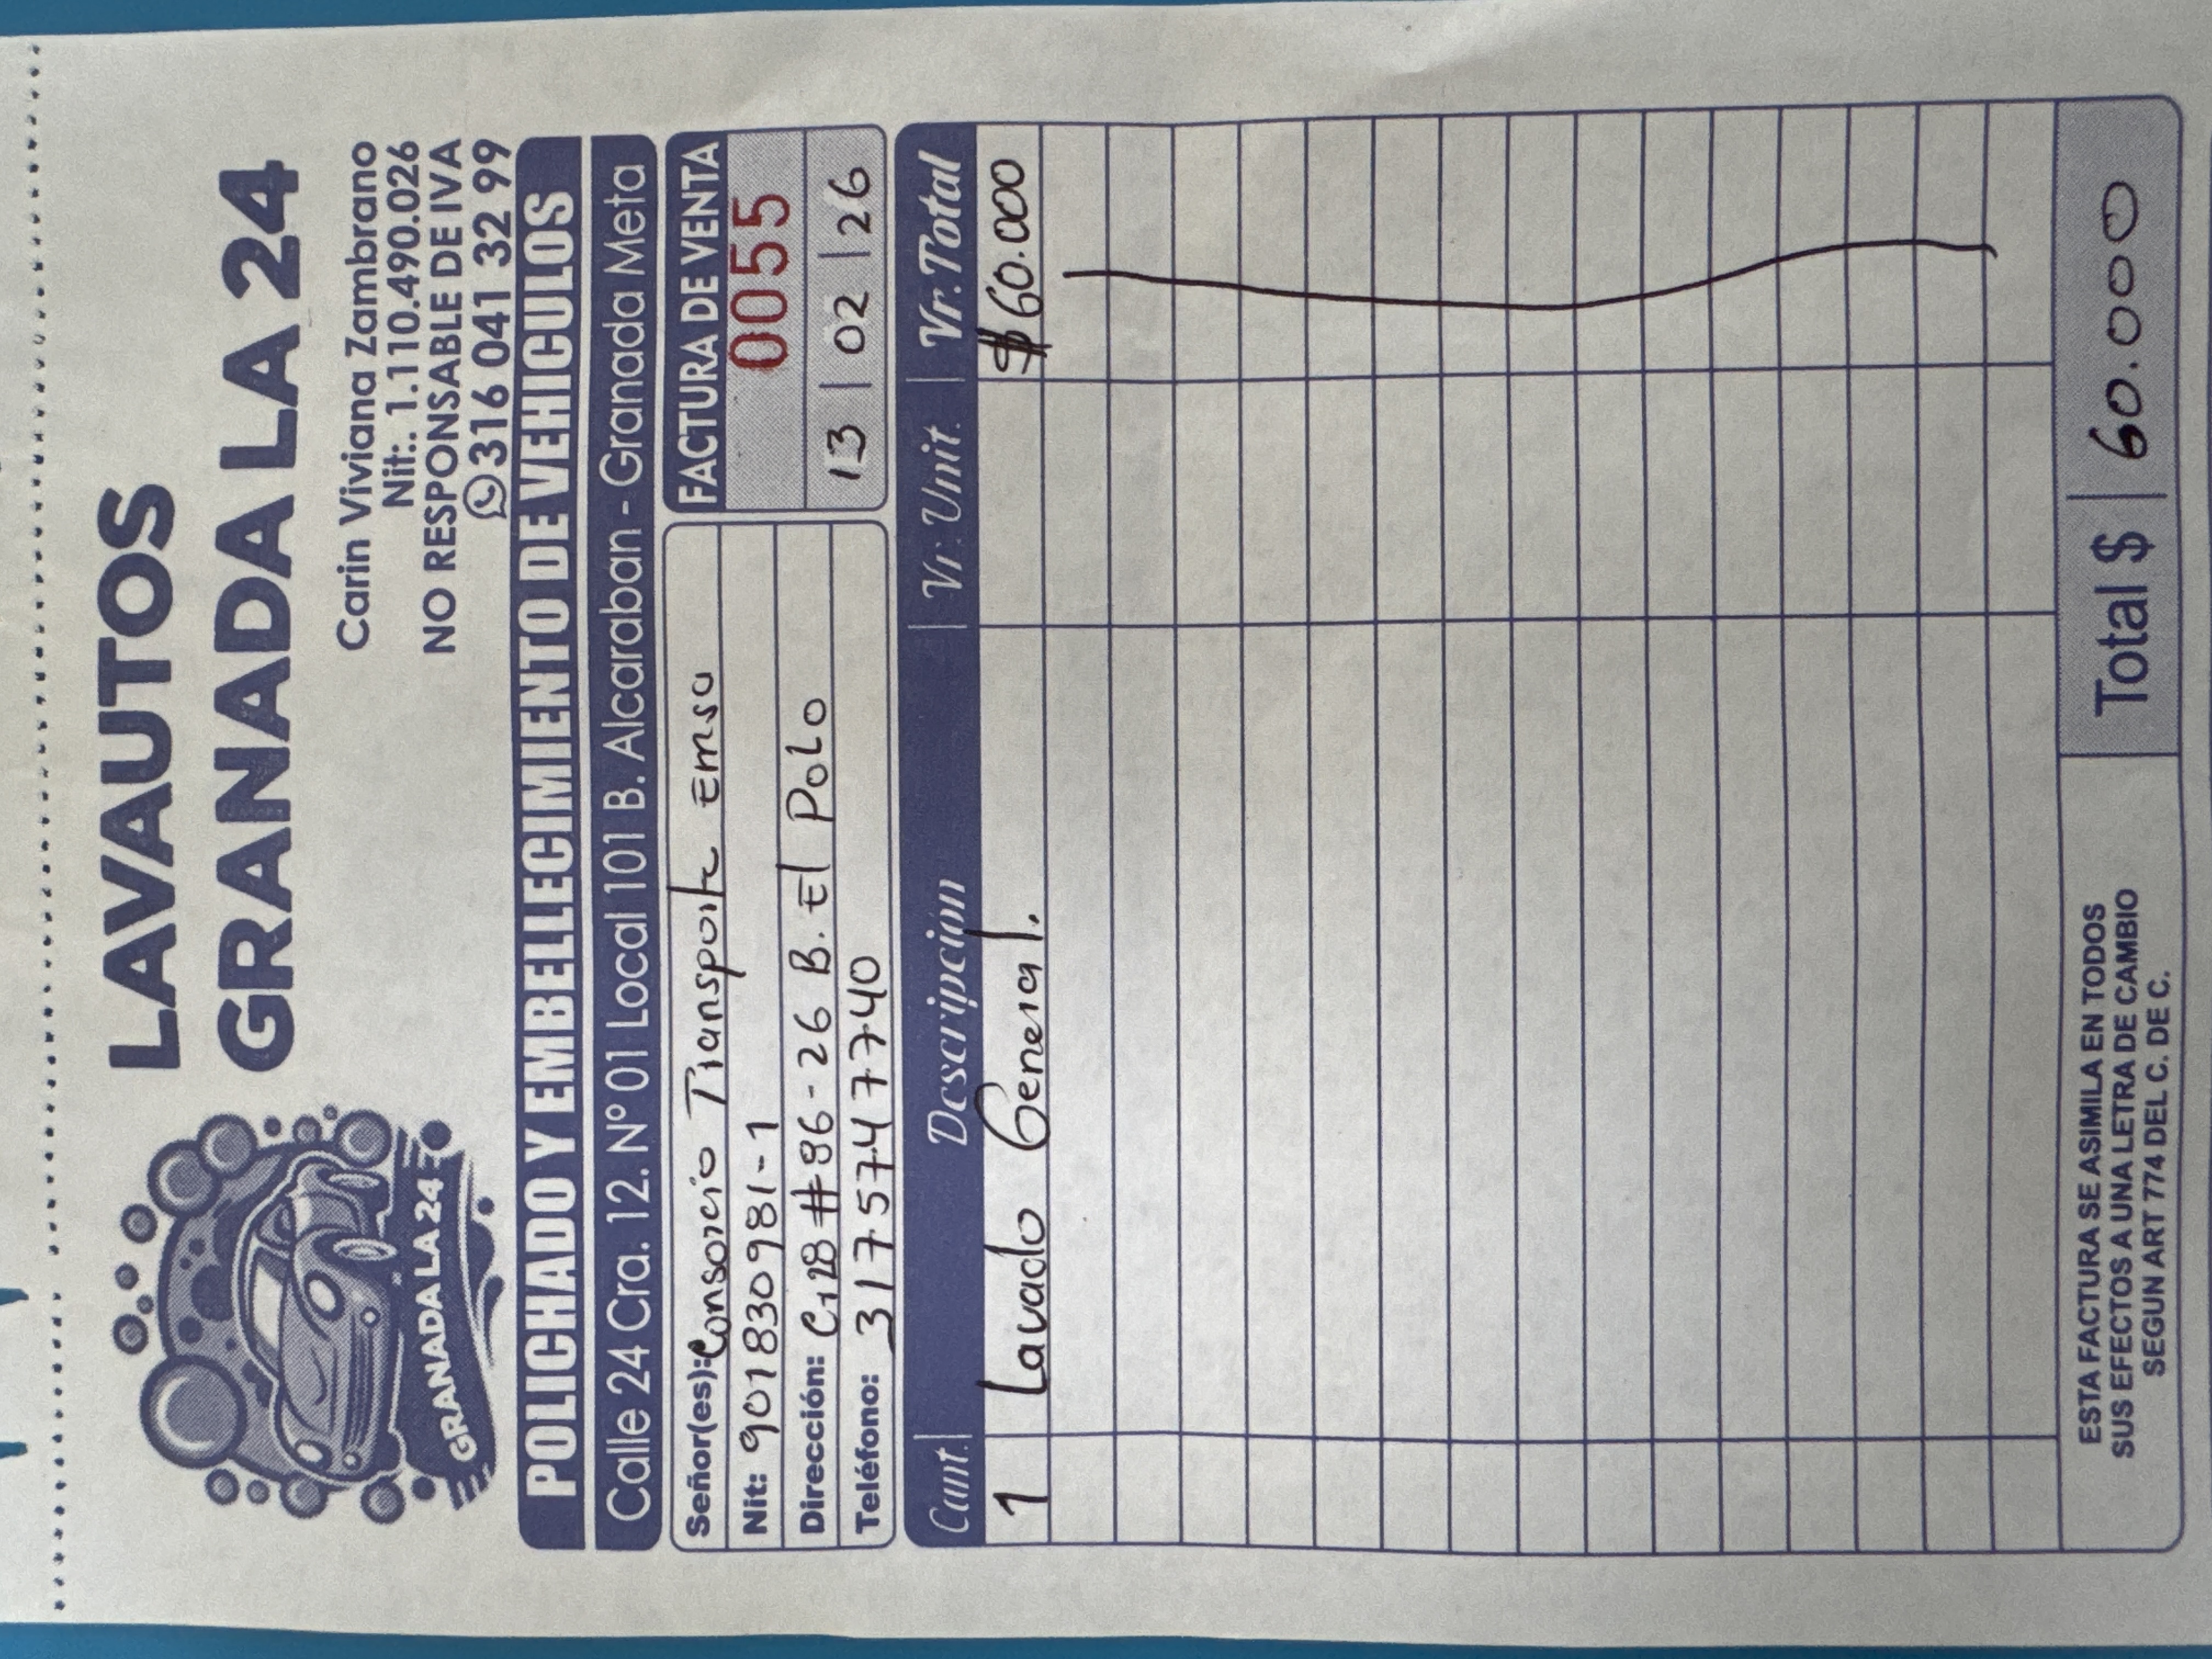 LAVAUTOS
GRANADA LA 24
GRANADA LA 24
Carin Viviana Zambrano
Nit:. 1.110.490.026
NO RESPONSABLE DE IVA
316 041 32 99
POLICHADO Y EMBELLECIMIENTO DE VEHICULOS
Calle 24 Cra. 12. Nº 01 Local 101 B. Alcaraban - Granada Meta
Señor(es): Consorcio Transporte Emsa
Nit: 901830981-1
Dirección: Cr 28 # 86-26 B. El Polo
Teléfono: 3175747740
FACTURA DE VENTA
0055
13 | 02 | 26
Cant. | Descripción | Vr. Unit. | Vr. Total
1 Lavado General. $60.000
ESTA FACTURA SE ASIMILA EN TODOS
SUS EFECTOS A UNA LETRA DE CAMBIO
SEGUN ART 774 DEL C. DE C.
Total $ | 60.000